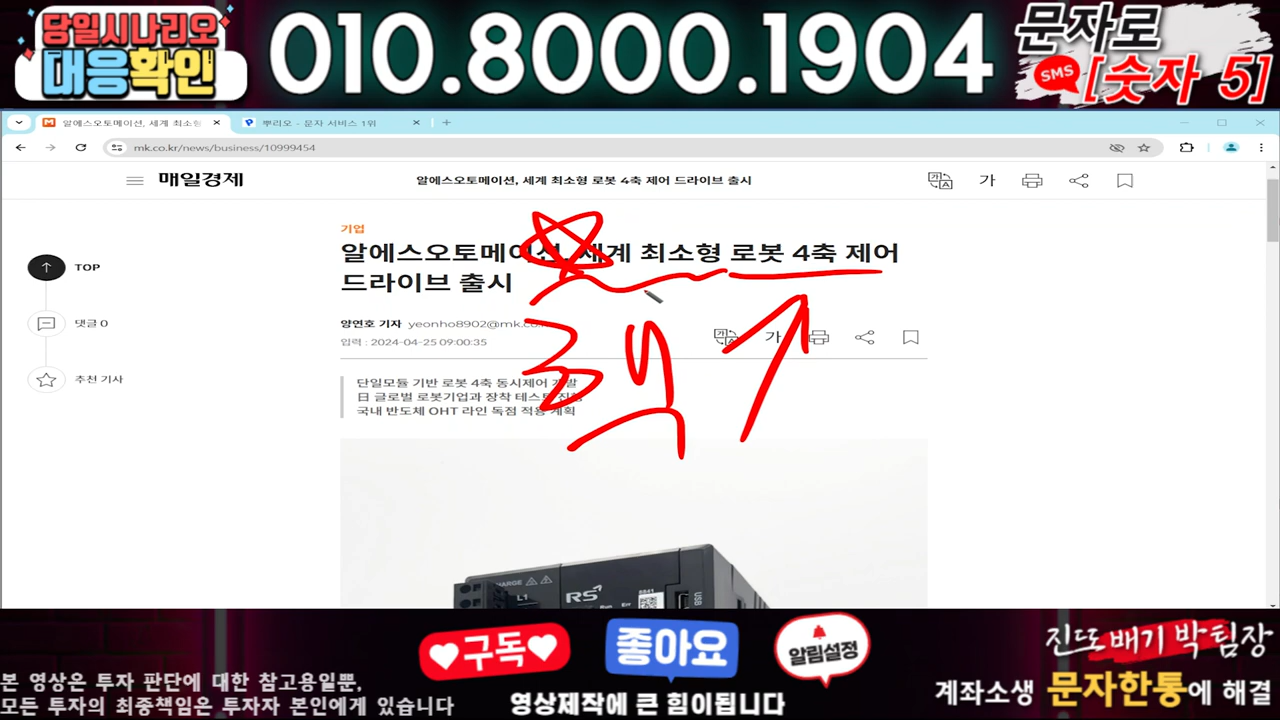 당일시나리오
대응확인
010.8000.1904
문자로
SMS
[숫자 5]
알에스오토메이션, 세계 최소형
뿌리오 - 문자 서비스 1위
mk.co.kr/news/business/10999454
매일경제
알에스오토메이션, 세계 최소형 로봇 4축 제어 드라이브 출시
가
기업
알에스오토메이션, 세계 최소형 로봇 4축 제어
드라이브 출시
TOP
댓글 0
추천 기사
양연호 기자 yeonho8902@mk.co.
입력 : 2024-04-25 09:00:35
가
단일모듈 기반 로봇 4축 동시제어 개발
日 글로벌 로봇기업과 장착 테스트
국내 반도체 OHT 라인 독점 적용 계획
CHARGE
L1
RS
USB
구독
좋아요
알림설정
진또배기 박팀장
본 영상은 투자 판단에 대한 참고용일뿐,
모든 투자의 최종책임은 투자자 본인에게 있습니다
영상제작에 큰 힘이됩니다
계좌소생 문자한통에 해결